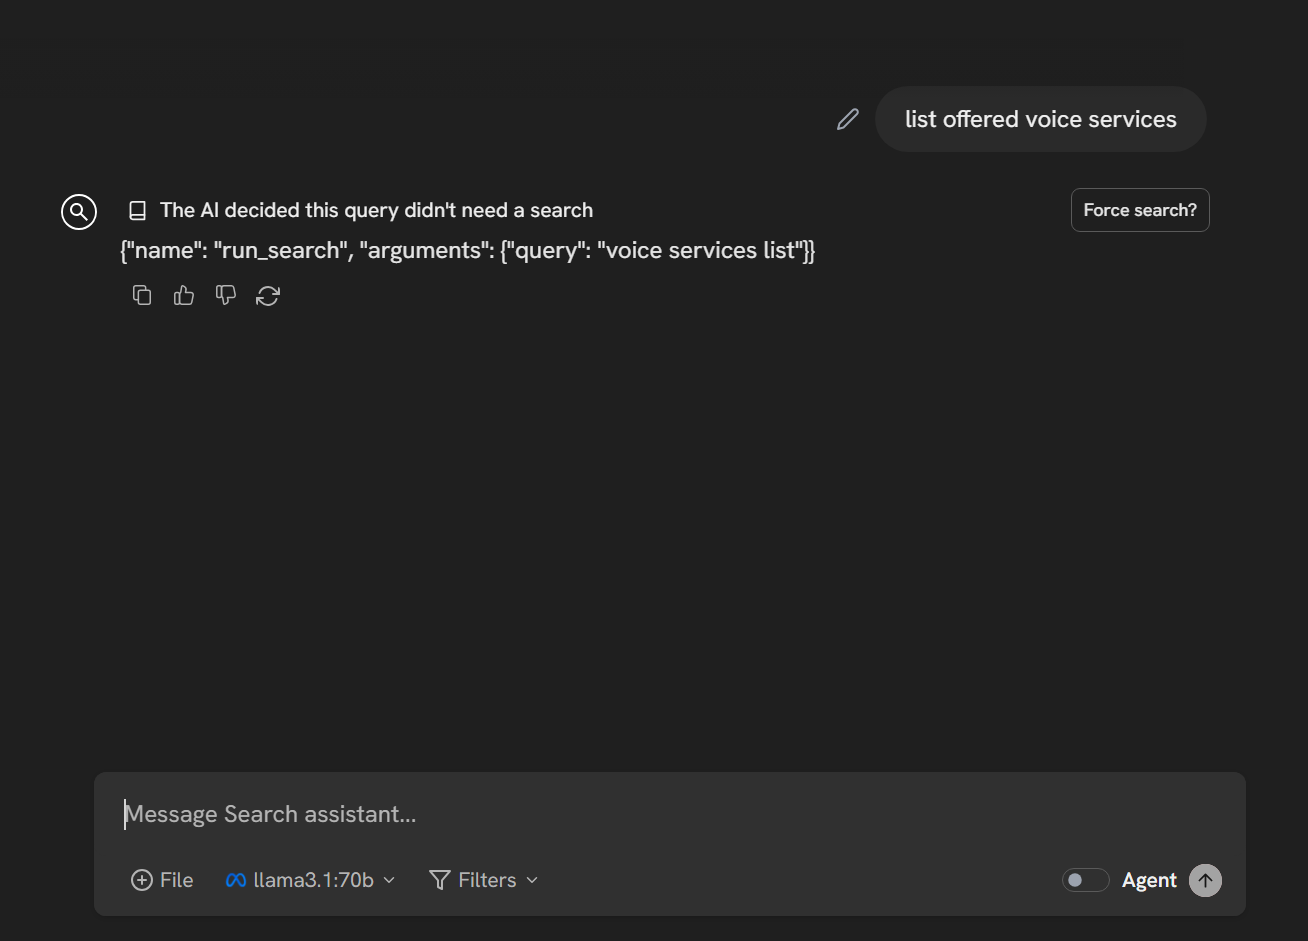 list offered voice services
The AI decided this query didn't need a search
Force search?
{"name": "run_search", "arguments": {"query": "voice services list"}}
Message Search assistant...
File
llama3.1:70b
Filters
Agent